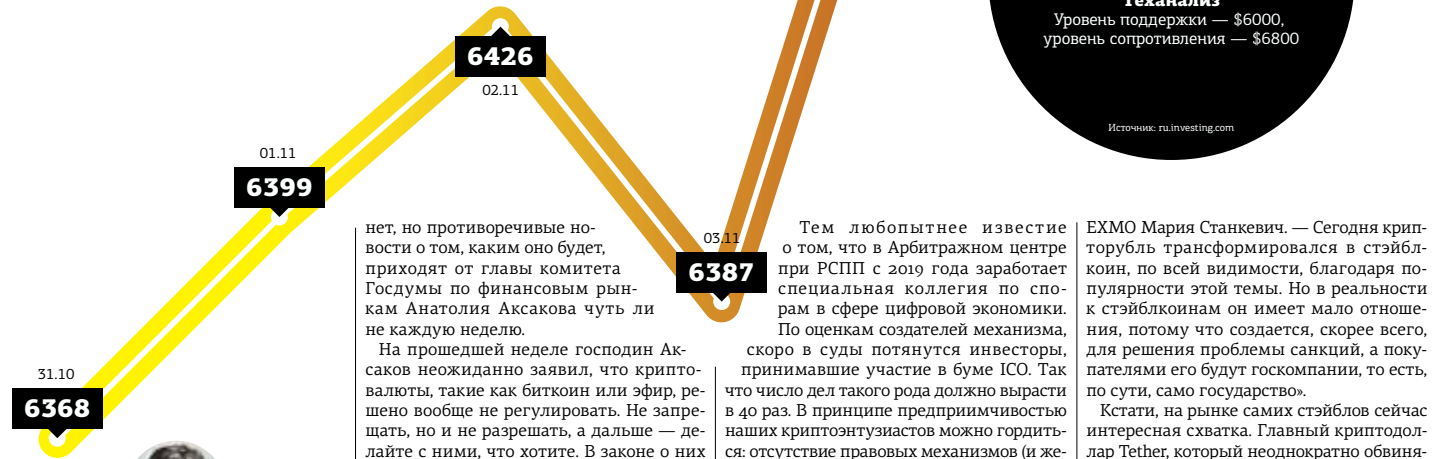 Теханализ
Уровень поддержки — $6000,
уровень сопротивления — $6800
Источник: ru.investing.com
6426
02.11
01.11
6399
03.11
6387
31.10
6368
нет, но противоречивые но-
вости о том, каким оно будет,
приходят от главы комитета
Госдумы по финансовым рын-
кам Анатолия Аксакова чуть ли
не каждую неделю.
На прошедшей неделе господин Ак-
саков неожиданно заявил, что крипто-
валюты, такие как биткоин или эфир, ре-
шено вообще не регулировать. Не запре-
щать, но и не разрешать, а дальше — де-
лайте с ними, что хотите. В законе о них
Тем любопытнее известие
о том, что в Арбитражном центре
при РСПП с 2019 года заработает
специальная коллегия по спо-
рам в сфере цифровой экономики.
По оценкам создателей механизма,
скоро в суды потянутся инвесторы,
принимавшие участие в буме ICO. Так
что число дел такого рода должно вырасти
в 40 раз. В принципе предприимчивостью
наших криптоэнтузиастов можно гордить-
ся: отсутствие правовых механизмов (и же-
EXMO Мария Станкевич. — Сегодня крип-
торубль трансформировался в стэйбл-
коин, по всей видимости, благодаря по-
пулярности этой темы. Но в реальности
к стэйблкоинам он имеет мало отноше-
ния, потому что создается, скорее всего,
для решения проблемы санкций, а поку-
пателями его будут госкомпании, то есть,
по сути, само государство».
Кстати, на рынке самих стэйблов сейчас
интересная схватка. Главный криптодол-
лар Tether, который неоднократно обвиня-